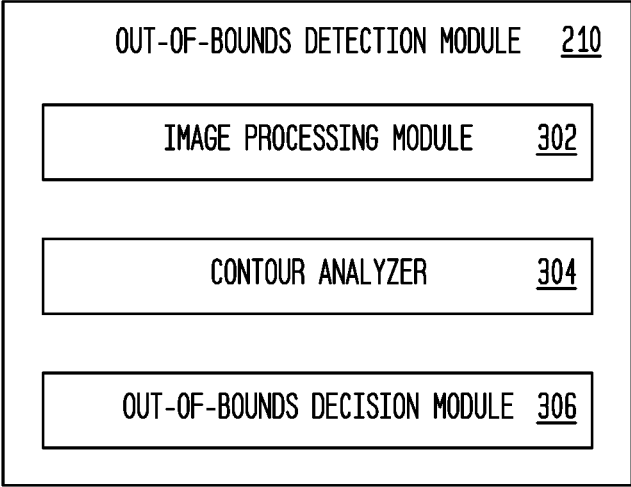 OUT-OF-BOUNDS DETECTION MODULE 210
IMAGE PROCESSING MODULE 302
CONTOUR ANALYZER 304
OUT-OF-BOUNDS DECISION MODULE 306